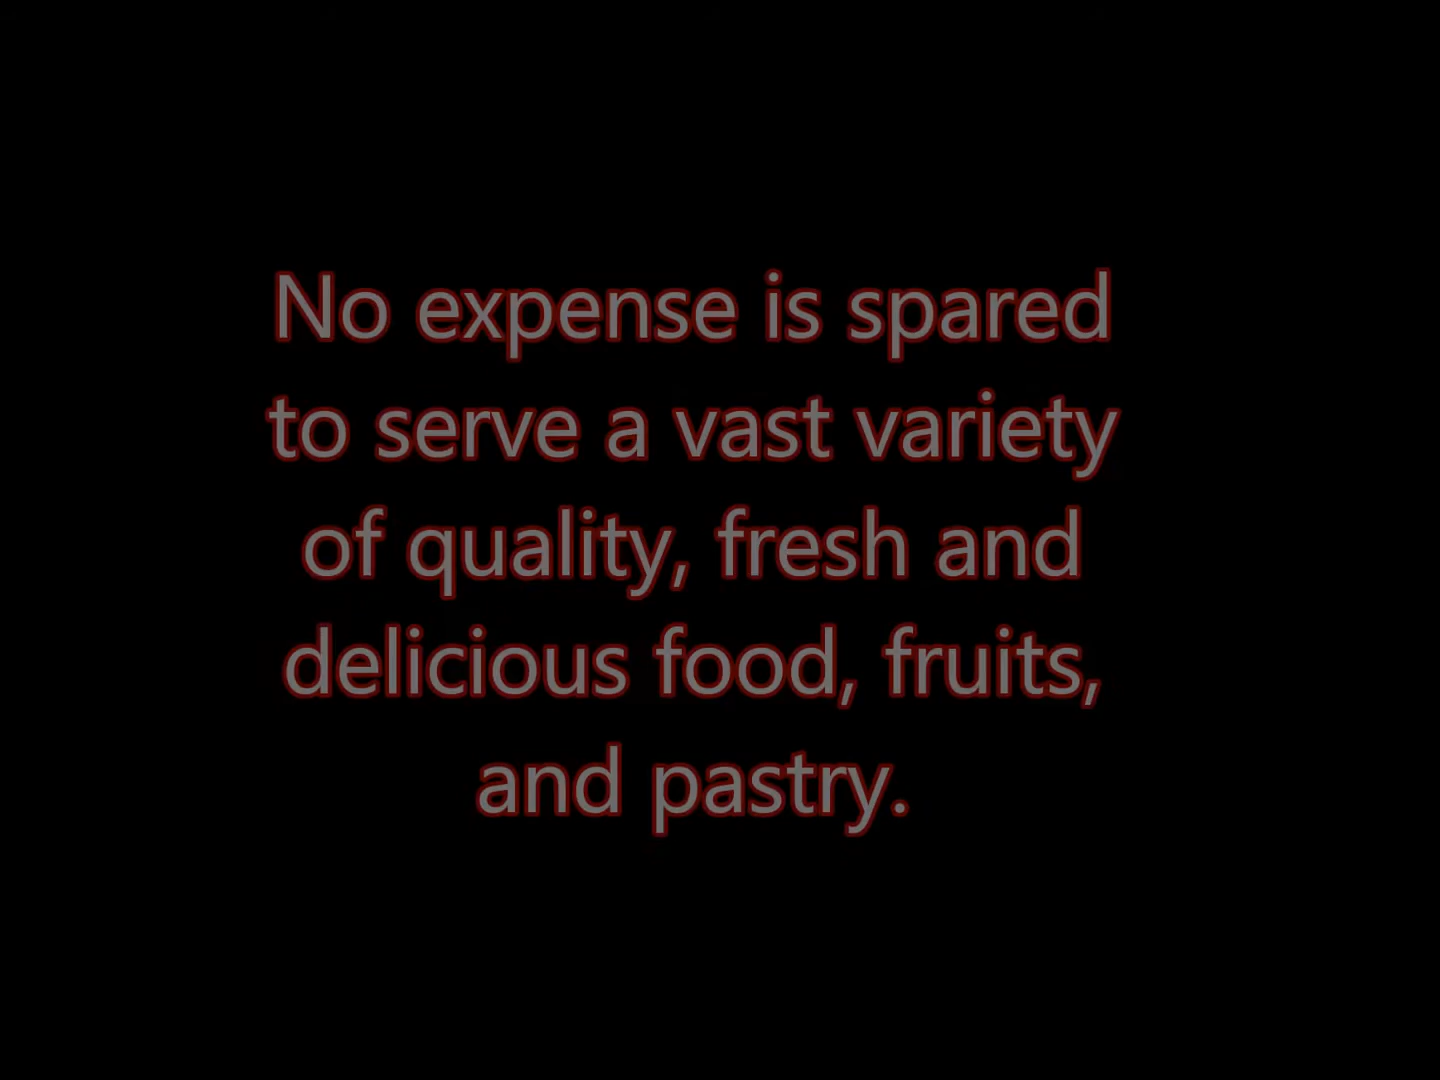 No expense is spared
to serve a vast variety
of quality, fresh and
delicious food, fruits,
and pastry.